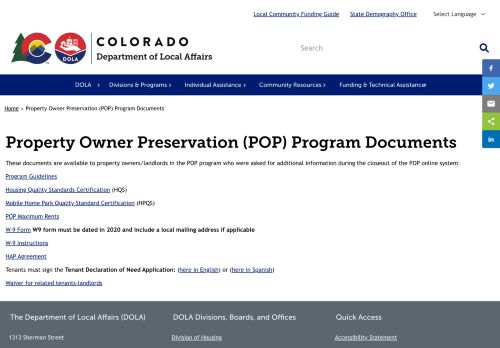 Local Community Funding Guide State Demography Office Select Language
COLORADO
Department of Local Affairs
DOLA
Search
DOLA Divisions & Programs Individual Assistance Community Resources Funding & Technical Assistance
Home > Property Owner Preservation (POP) Program Documents
Property Owner Preservation (POP) Program Documents
These documents are available to property owners/landlords in the POP program who were asked for additional information during the closeout of the POP online system:
Program Guidelines
Housing Quality Standards Certification (HQS)
Mobile Home Park Quality Standard Certification (HPQS)
POP Maximum Rents
W-9 Form W9 form must be dated in 2020 and include a local mailing address if applicable
W-9 Instructions
HAP Agreement
Tenants must sign the Tenant Declaration of Need Application: (here in English) or (here in Spanish)
Waiver for related tenants-landlords
The Department of Local Affairs (DOLA) DOLA Divisions, Boards, and Offices Quick Access
1313 Sherman Street Division of Housing Accessibility Statement